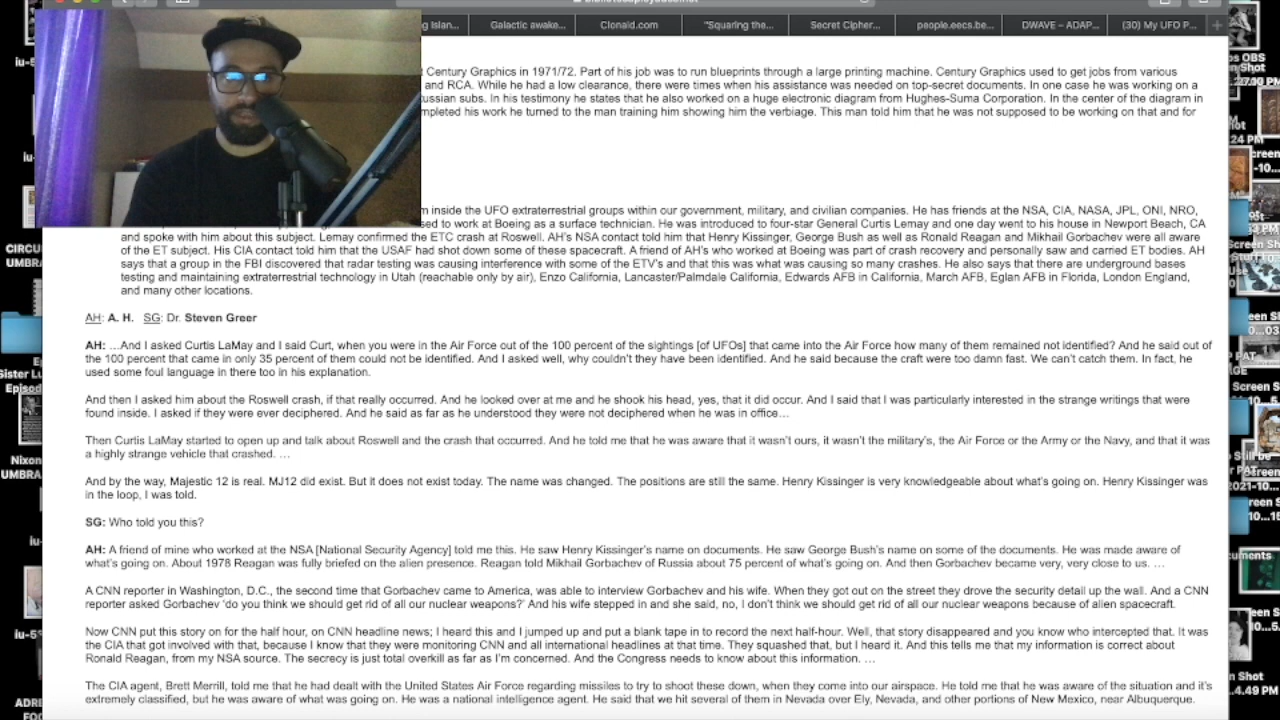 ng Islan...
Galactic awake...
Clonald.com
"Squaring the...
Secret Cipher...
people.eecs.be...
DWAVE – ADAP...
(30) My UFO P...
Century Graphics in 1971/72. Part of his job was to run blueprints through a large printing machine. Century Graphics used to get jobs from various
and RCA. While he had a low clearance, there were times when his assistance was needed on top-secret documents. In one case he was working on a
ussian subs. In his testimony he states that he also worked on a huge electronic diagram from Hughes-Suma Corporation. In the center of the diagram in
mpleted his work he turned to the man training him showing him the verbiage. This man told him that he was not supposed to be working on that and for
m inside the UFO extraterrestrial groups within our government, military, and civilian companies. He has friends at the NSA, CIA, NASA, JPL, ONI, NRO,
sed to work at Boeing as a surface technician. He was introduced to four-star General Curtis Lemay and one day went to his house in Newport Beach, CA
and spoke with him about this subject. Lemay confirmed the ETC crash at Roswell. AH's NSA contact told him that Henry Kissinger, George Bush as well as Ronald Reagan and Mikhail Gorbachev were all aware
of the ET subject. His CIA contact told him that the USAF had shot down some of these spacecraft. A friend of AH's who worked at Boeing was part of crash recovery and personally saw and carried ET bodies. AH
says that a group in the FBI discovered that radar testing was causing interference with some of the ETV's and that this was what was causing so many crashes. He also says that there are underground bases
testing and maintaining extraterrestrial technology in Utah (reachable only by air), Enzo California, Lancaster/Palmdale California, Edwards AFB in California, March AFB, Eglan AFB in Florida, London England,
and many other locations.
AH: A. H. SG: Dr. Steven Greer
AH: …And I asked Curtis LaMay and I said Curt, when you were in the Air Force out of the 100 percent of the sightings [of UFOs] that came into the Air Force how many of them remained not identified? And he said out of
the 100 percent that came in only 35 percent of them could not be identified. And I asked well, why couldn't they have been identified. And he said because the craft were too damn fast. We can't catch them. In fact, he
used some foul language in there too in his explanation.
And then I asked him about the Roswell crash, if that really occurred. And he looked over at me and he shook his head, yes, that it did occur. And I said that I was particularly interested in the strange writings that were
found inside. I asked if they were ever deciphered. And he said as far as he understood they were not deciphered when he was in office…
Then Curtis LaMay started to open up and talk about Roswell and the crash that occurred. And he told me that he was aware that it wasn't ours, it wasn't the military's, the Air Force or the Army or the Navy, and that it was
a highly strange vehicle that crashed. …
And by the way, Majestic 12 is real. MJ12 did exist. But it does not exist today. The name was changed. The positions are still the same. Henry Kissinger is very knowledgeable about what's going on. Henry Kissinger was
in the loop, I was told.
SG: Who told you this?
AH: A friend of mine who worked at the NSA [National Security Agency] told me this. He saw Henry Kissinger's name on documents. He saw George Bush's name on some of the documents. He was made aware of
what's going on. About 1978 Reagan was fully briefed on the alien presence. Reagan told Mikhail Gorbachev of Russia about 75 percent of what's going on. And then Gorbachev became very, very close to us. …
A CNN reporter in Washington, D.C., the second time that Gorbachev came to America, was able to interview Gorbachev and his wife. When they got out on the street they drove the security detail up the wall. And a CNN
reporter asked Gorbachev 'do you think we should get rid of all our nuclear weapons?' And his wife stepped in and she said, no, I don't think we should get rid of all our nuclear weapons because of alien spacecraft.
Now CNN put this story on for the half hour, on CNN headline news; I heard this and I jumped up and put a blank tape in to record the next half-hour. Well, that story disappeared and you know who intercepted that. It was
the CIA that got involved with that, because I know that they were monitoring CNN and all international headlines at that time. They squashed that, but I heard it. And this tells me that my information is correct about
Ronald Reagan, from my NSA source. The secrecy is just total overkill as far as I'm concerned. And the Congress needs to know about this information. …
The CIA agent, Brett Merrill, told me that he had dealt with the United States Air Force regarding missiles to try to shoot these down, when they come into our airspace. He told me that he was aware of the situation and it's
extremely classified, but he was aware of what was going on. He was a national intelligence agent. He said that we hit several of them in Nevada over Ely, Nevada, and other portions of New Mexico, near Albuquerque.
CIRCU
UMBRA
Sister L
Episod
Nixon
UMBRA